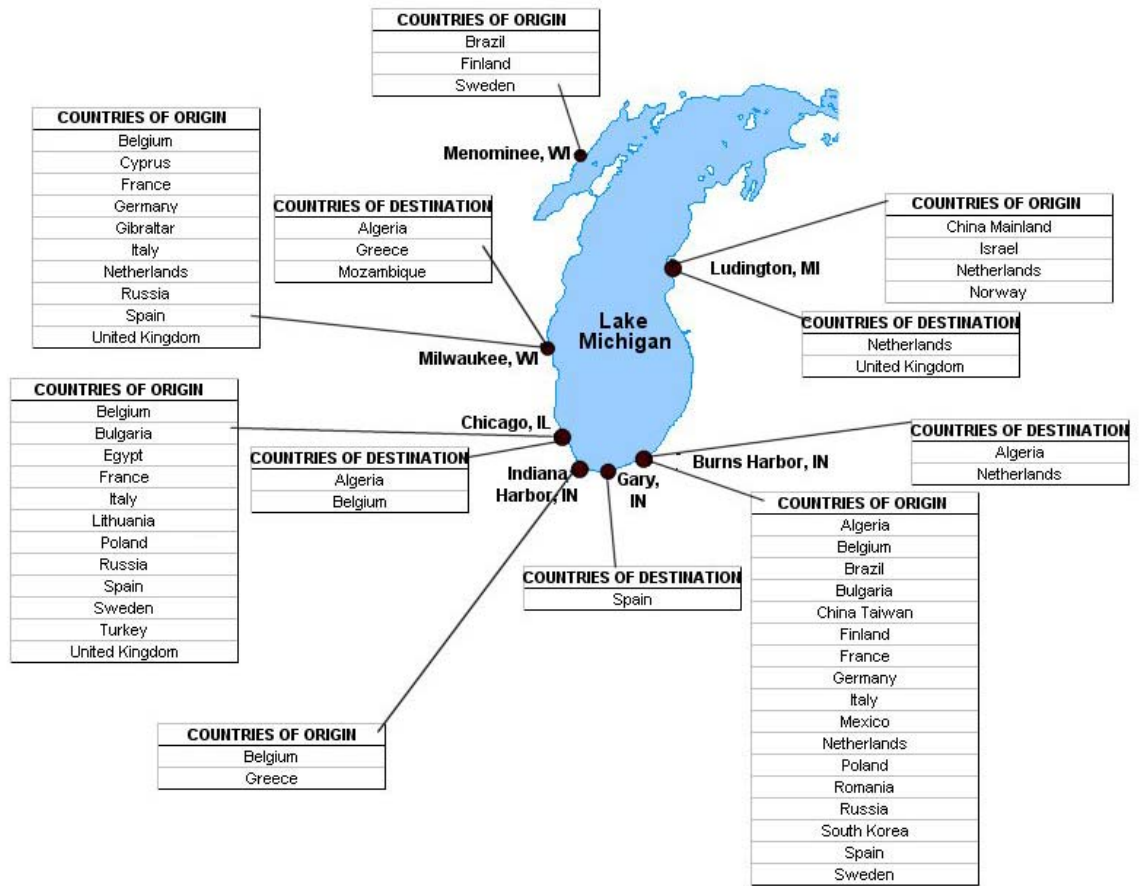 COUNTRIES OF ORIGIN
Brazil
Finland
Sweden
COUNTRIES OF ORIGIN
Belgium
Cyprus
France
Germany
Gibraltar
Italy
Netherlands
Russia
Spain
United Kingdom
Menominee, WI
COUNTRIES OF DESTINATION
Algeria
Greece
Mozambique
COUNTRIES OF ORIGIN
China Mainland
Israel
Netherlands
Norway
Ludington, MI
Lake
Michigan
COUNTRIES OF DESTINATION
Netherlands
United Kingdom
Milwaukee, WI
COUNTRIES OF ORIGIN
Belgium
Bulgaria
Egypt
France
Italy
Lithuania
Poland
Russia
Spain
Sweden
Turkey
United Kingdom
Chicago, IL
COUNTRIES OF DESTINATION
Algeria
Belgium
Indiana
Harbor, IN
Gary,
IN
Burns Harbor, IN
COUNTRIES OF DESTINATION
Algeria
Netherlands
COUNTRIES OF ORIGIN
Algeria
Belgium
Brazil
Bulgaria
China Taiwan
Finland
France
Germany
Italy
Mexico
Netherlands
Poland
Romania
Russia
South Korea
Spain
Sweden
COUNTRIES OF DESTINATION
Spain
COUNTRIES OF ORIGIN
Belgium
Greece